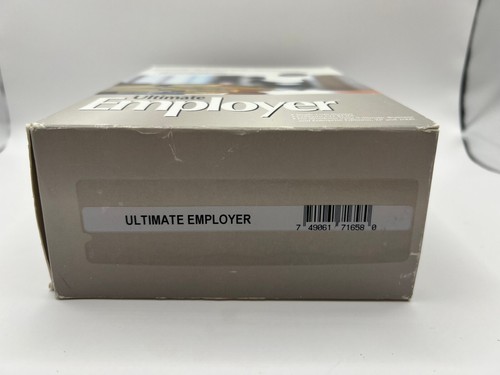 Ultimate
Employer
ULTIMATE EMPLOYER
7 49061 71658 0